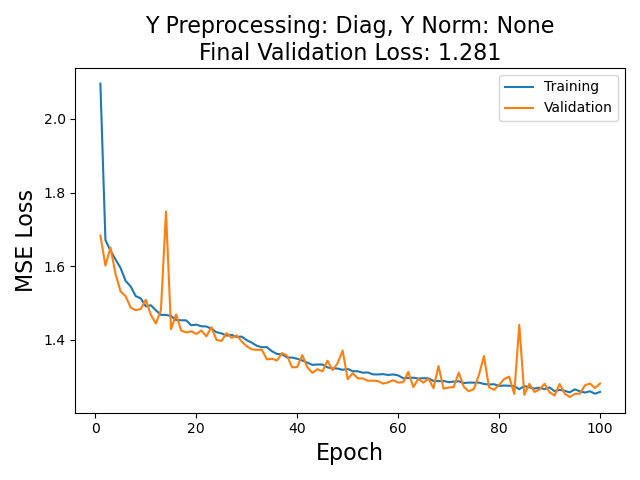 Y Preprocessing: Diag, Y Norm: None
Final Validation Loss: 1.281
Training
Validation
2.0
1.8
1.6
1.4
MSE Loss
0
20
40
60
80
100
Epoch